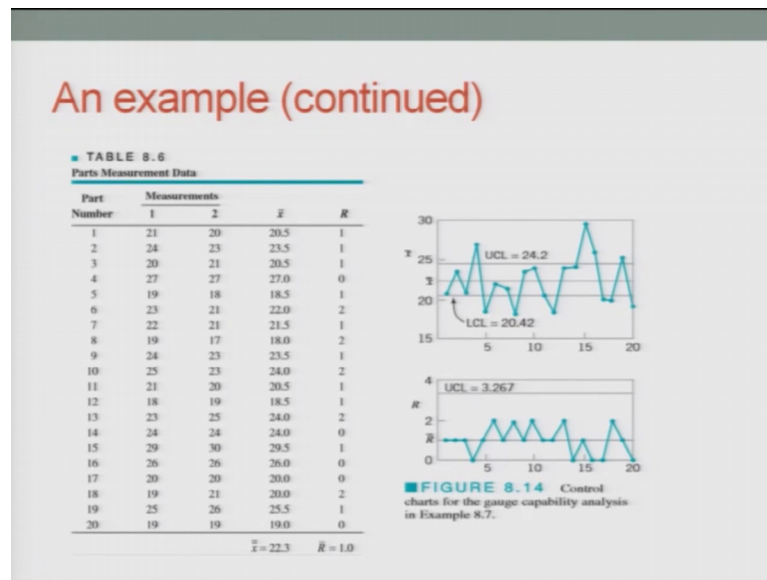 An example (continued)
TABLE 8.6
Parts Measurement Data
Part Number Measurements 1 2 x̄ R
1 21 20 20.5 1
2 24 23 23.5 1
3 20 21 20.5 1
4 27 27 27.0 0
5 19 18 18.5 1
6 23 21 22.0 2
7 22 21 21.5 1
8 19 17 18.0 2
9 24 23 23.5 1
10 25 23 24.0 2
11 21 20 20.5 1
12 18 19 18.5 1
13 23 25 24.0 2
14 24 24 24.0 0
15 29 30 29.5 1
16 26 26 26.0 0
17 20 20 20.0 0
18 19 21 20.0 2
19 25 26 25.5 1
20 19 19 19.0 0
x̿ = 22.3 R̄ = 1.0
30
25
20
15
UCL = 24.2
LCL = 20.42
5 10 15 20
4
R
2
R̄
0
UCL = 3.267
5 10 15 20
FIGURE 8.14 Control
charts for the gauge capability analysis
in Example 8.7.